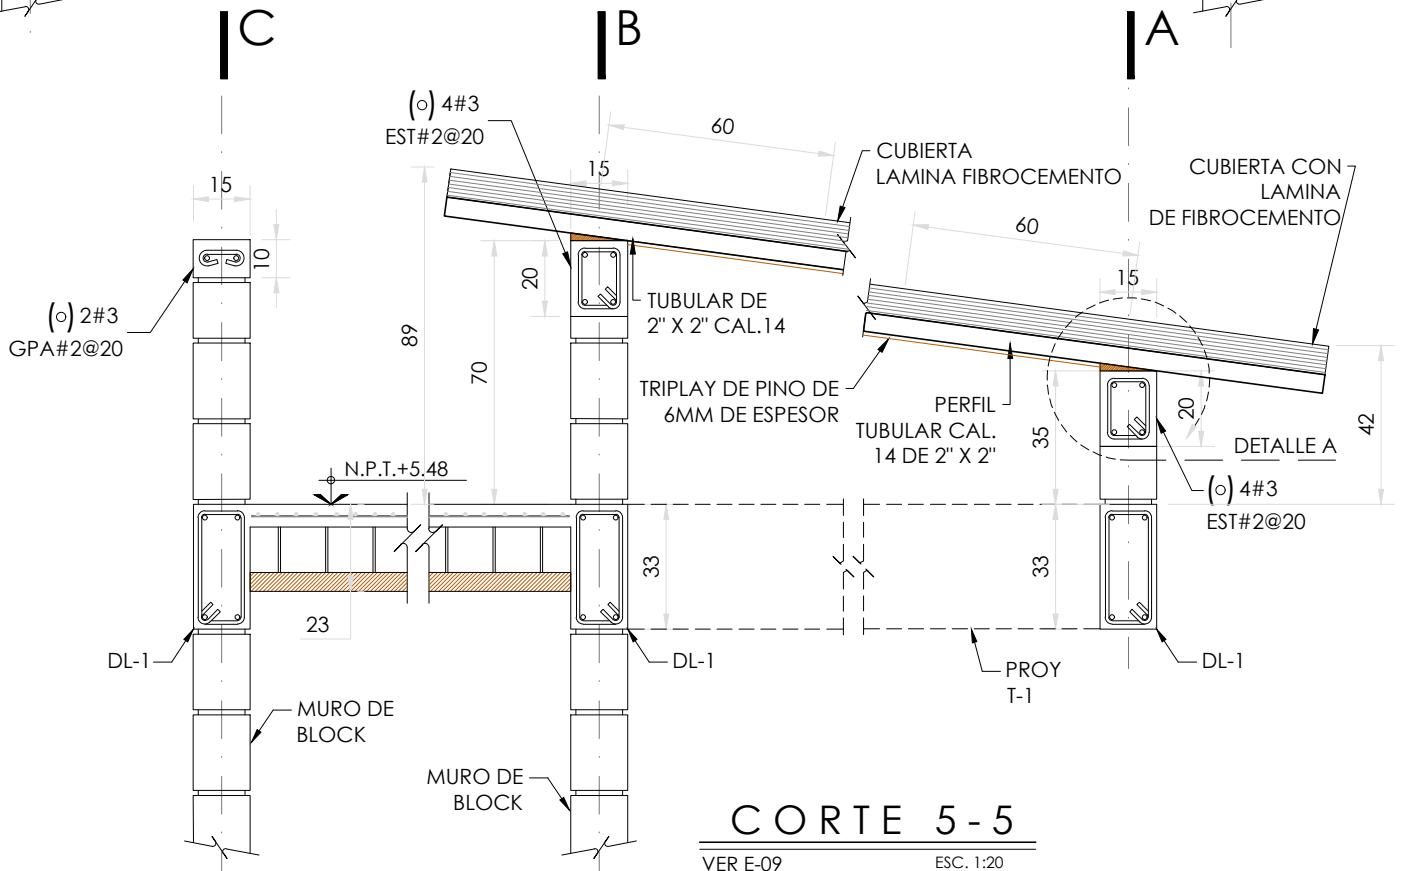 C
B
A
(○) 4#3
EST#2@20
60
15
CUBIERTA
LAMINA FIBROCEMENTO
CUBIERTA CON
LAMINA
DE FIBROCEMENTO
15
10
60
15
20
TUBULAR DE
2" X 2" CAL.14
(○) 2#3
GPA#2@20
89
70
TRIPLAY DE PINO DE
6MM DE ESPESOR
PERFIL
TUBULAR CAL.
14 DE 2" X 2"
35
20
42
DETALLE A
N.P.T.+5.48
(○) 4#3
EST#2@20
33
33
23
DL-1
DL-1
PROY
T-1
DL-1
MURO DE
BLOCK
MURO DE
BLOCK
CORTE 5-5
VER E-09
ESC. 1:20